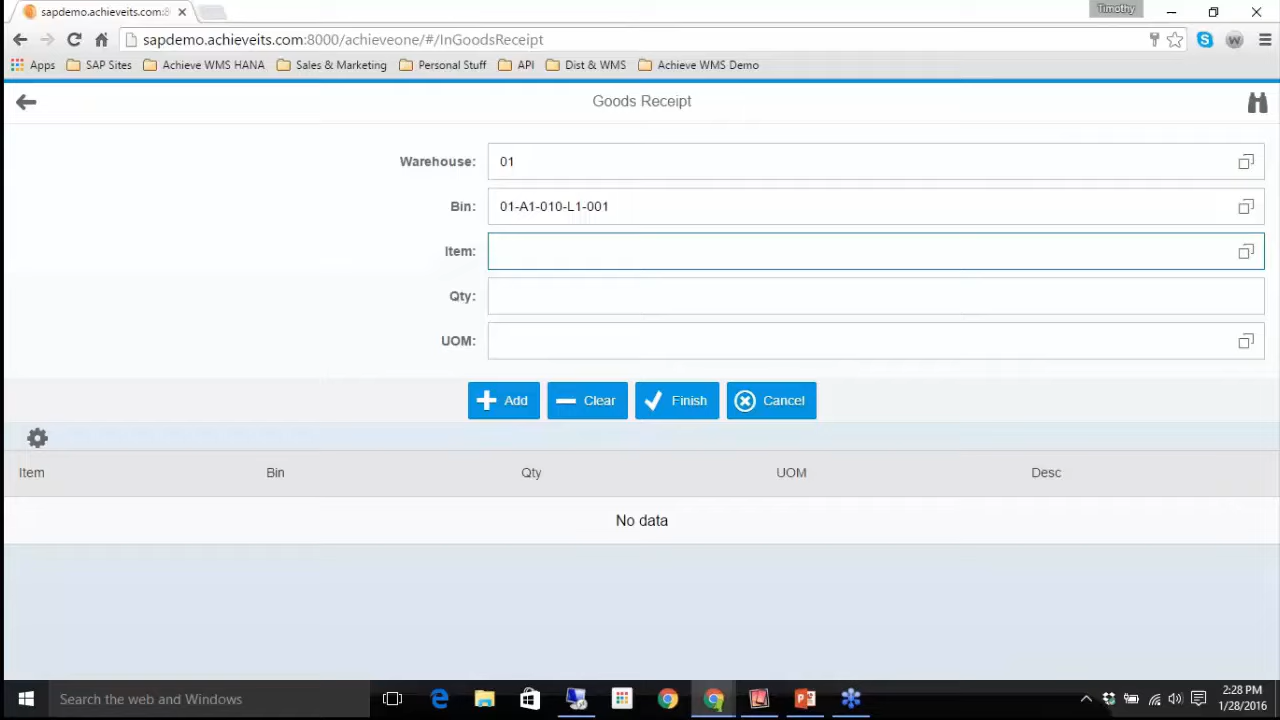 sapdemo.achieveits.com:8
Timothy
sapdemo.achieveits.com:8000/achieveone/#/InGoodsReceipt
Apps SAP Sites Achieve WMS HANA Sales & Marketing Personal Stuff API Dist & WMS Achieve WMS Demo
Goods Receipt
Warehouse: 01
Bin: 01-A1-010-L1-001
Item:
Qty:
UOM:
Add Clear Finish Cancel
Item Bin Qty UOM Desc
No data
Search the web and Windows
2:28 PM
1/28/2016